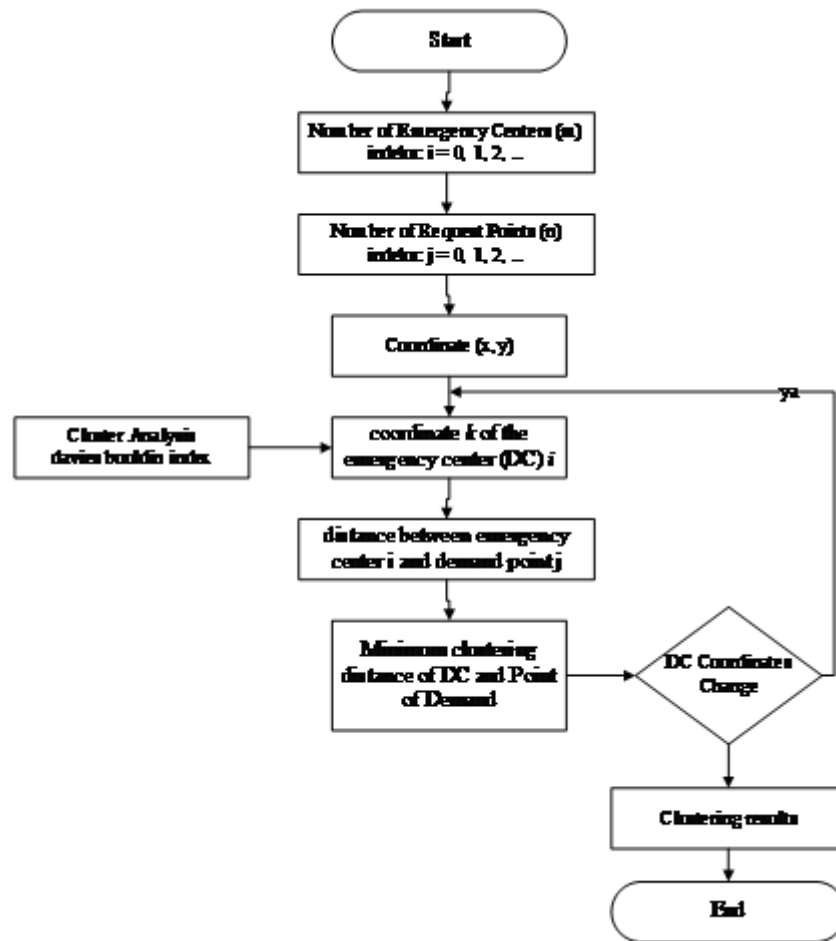 Start
Number of Emergency Centers (m)
indeks: i = 0, 1, 2, ...
Number of Request Points (n)
indeks: j = 0, 1, 2, ...
Coordinate (x, y)
ya
Cluster Analysis
davies bouldin index
coordinate k of the
emergency center (DC) i
distance between emergency
center i and demand point j
Minimum clustering
distance of DC and Point
of Demand
DC Coordinates
Change
Clustering results
End